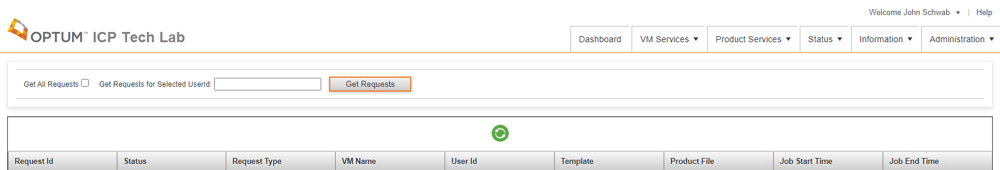 Welcome John Schwab | Help
OPTUM™ ICP Tech Lab
Dashboard VM Services Product Services Status Information Administration
Get All Requests Get Requests for Selected UserId: Get Requests
Request Id Status Request Type VM Name User Id Template Product File Job Start Time Job End Time